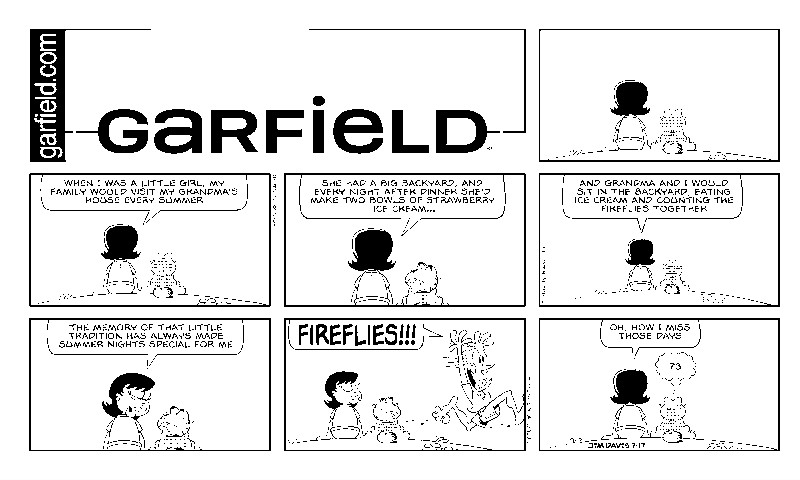 garfield.com
GARFIELD
WHEN I WAS A LITTLE GIRL, MY
FAMILY WOULD VISIT MY GRANDMA'S
HOUSE EVERY SUMMER
SHE HAD A BIG BACKYARD, AND
EVERY NIGHT AFTER DINNER SHE'D
MAKE TWO BOWLS OF STRAWBERRY
ICE CREAM...
AND GRANDMA AND I WOULD
SIT IN THE BACKYARD, EATING
ICE CREAM AND COUNTING THE
FIREFLIES TOGETHER
THE MEMORY OF THAT LITTLE
TRADITION HAS ALWAYS MADE
SUMMER NIGHTS SPECIAL FOR ME
FIREFLIES!!!
OH, HOW I MISS
THOSE DAYS
73
JIM DAVIS 7-17